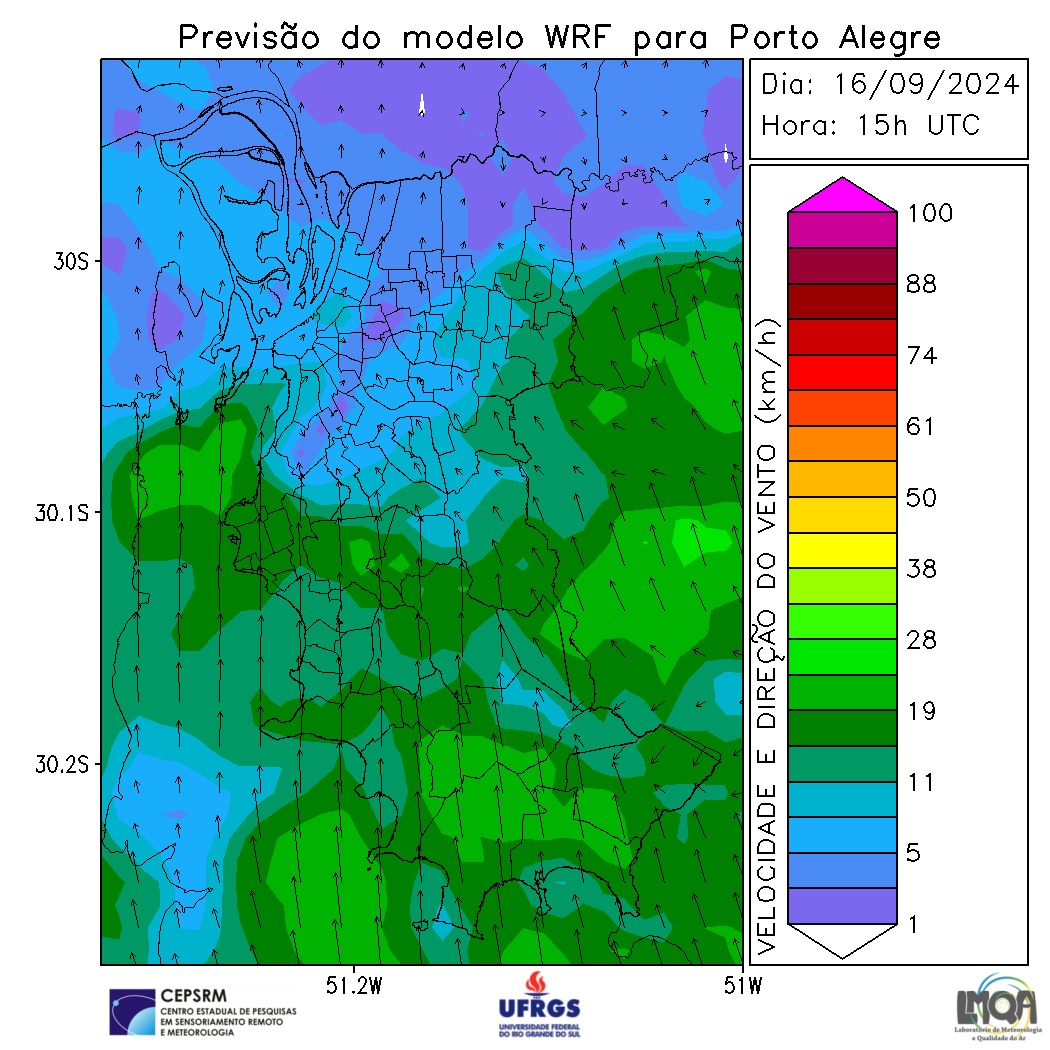 Previsão do modelo WRF para Porto Alegre
Dia: 16/09/2024
Hora: 15h UTC
30S
30.1S
30.2S
51.2W
51W
VELOCIDADE E DIREÇÃO DO VENTO (km/h)
100
88
74
61
50
38
28
19
11
5
1
CEPSRM
CENTRO ESTADUAL DE PESQUISAS
EM SENSORIAMENTO REMOTO
E METEOROLOGIA
UFRGS
UNIVERSIDADE FEDERAL
DO RIO GRANDE DO SUL
LMQA
Laboratório de Meteorologia
e Qualidade do Ar